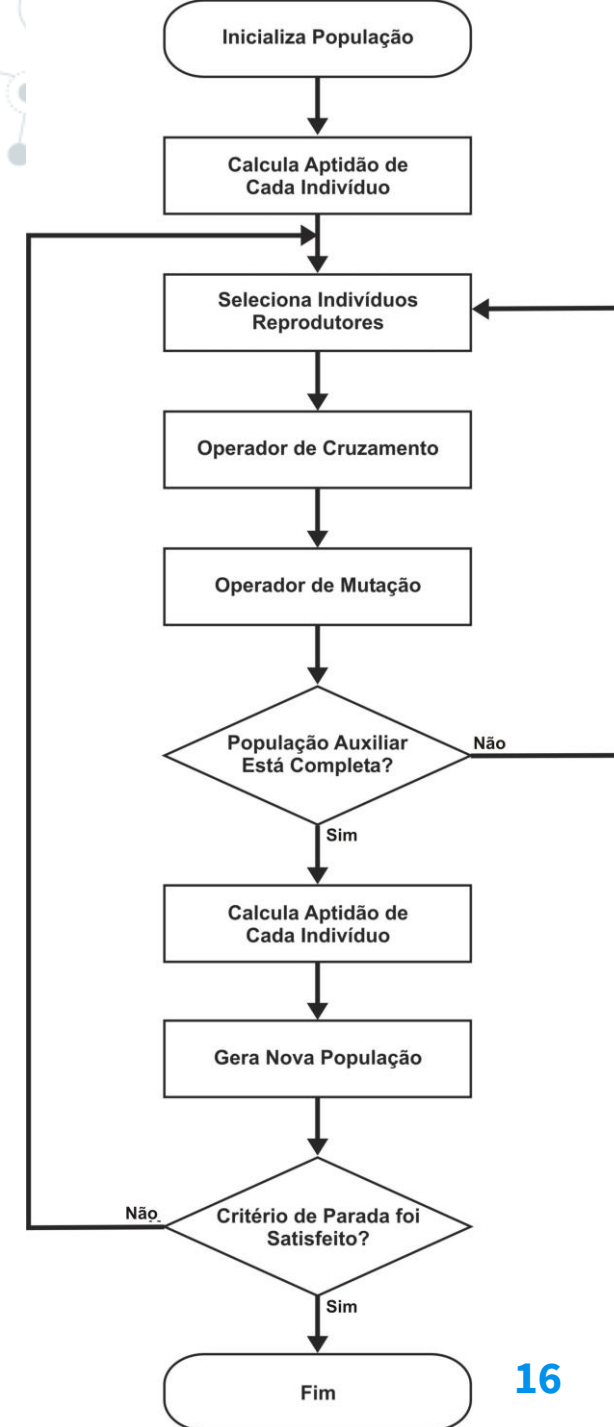 Inicializa População
Calcula Aptidão de
Cada Indivíduo
Seleciona Indivíduos
Reprodutores
Operador de Cruzamento
Operador de Mutação
População Auxiliar
Está Completa?
Não
Sim
Calcula Aptidão de
Cada Indivíduo
Gera Nova População
Critério de Parada foi
Satisfeito?
Não
Sim
Fim
16